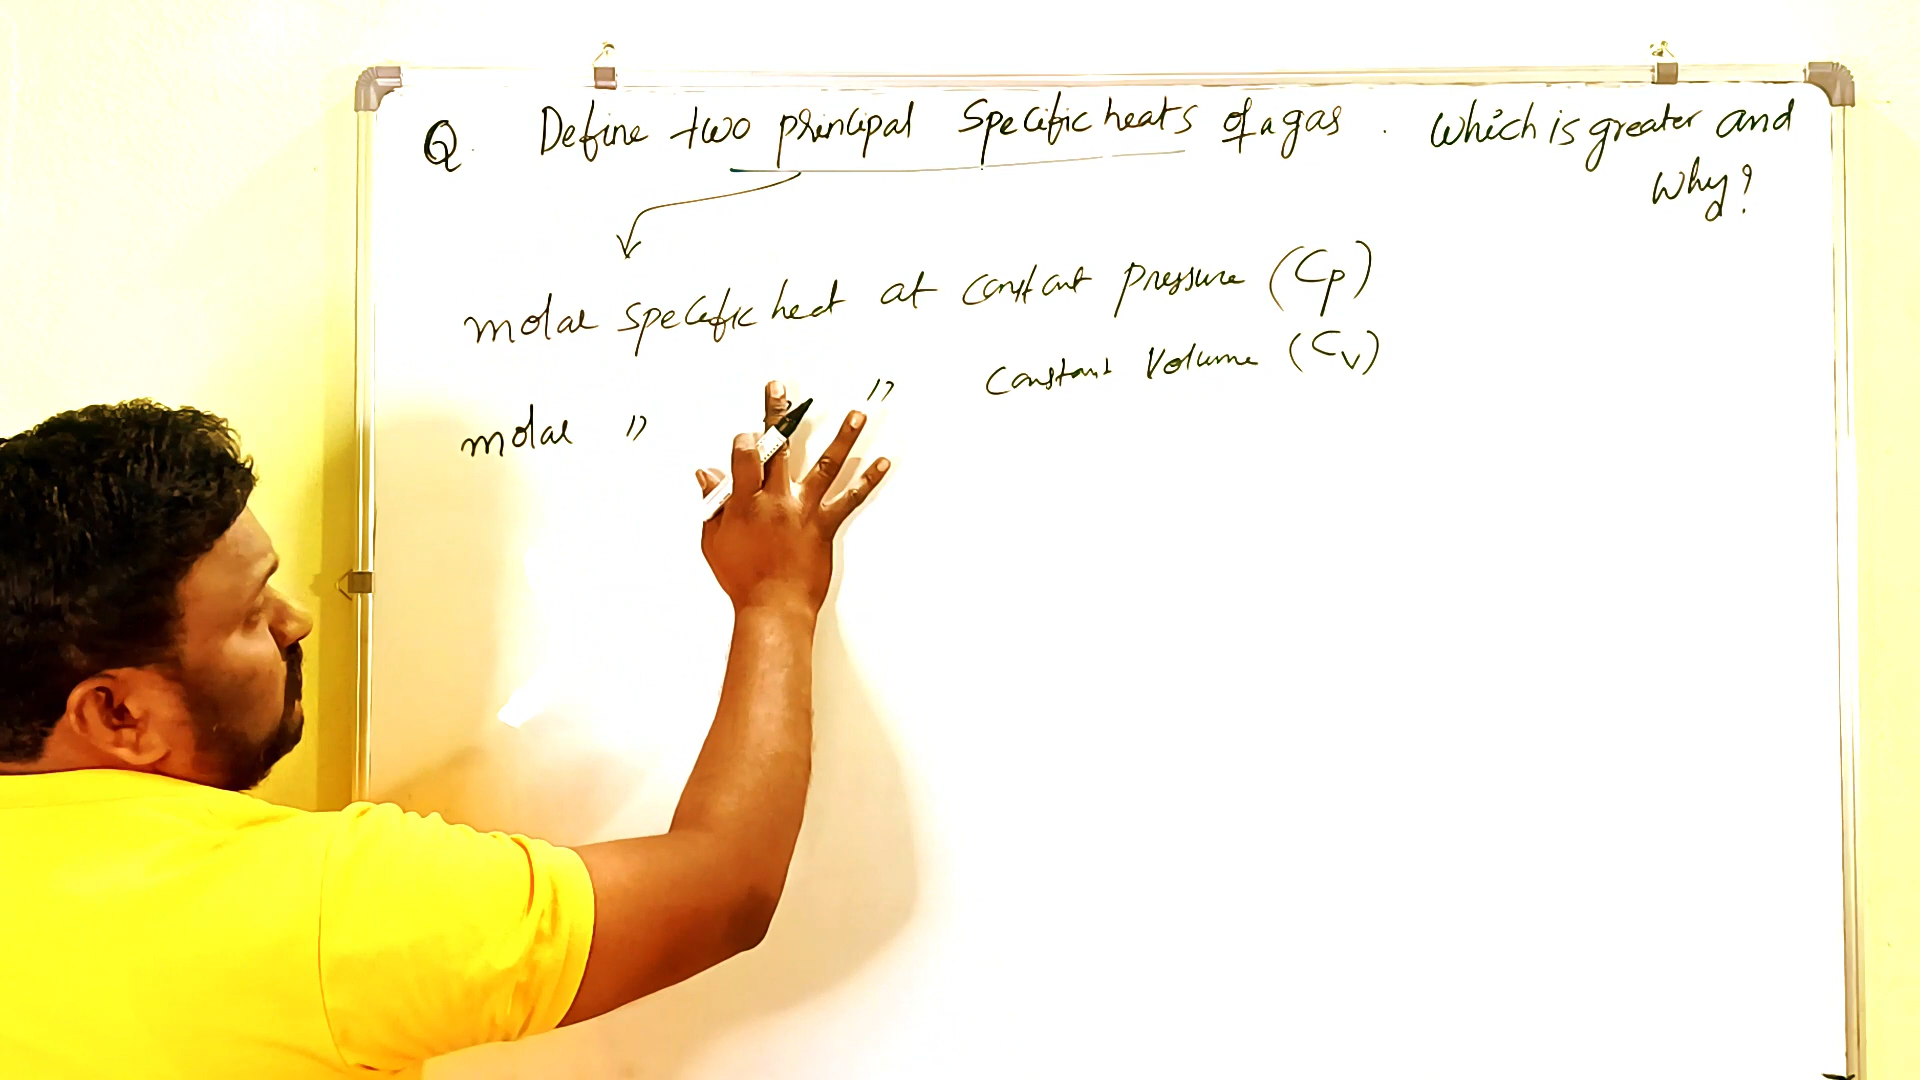 Q. Define two principal Specific heats of a gas. Which is greater and
Why?
molar specific heat at constant pressure (Cp)
molar " " Constant Volume (Cv)